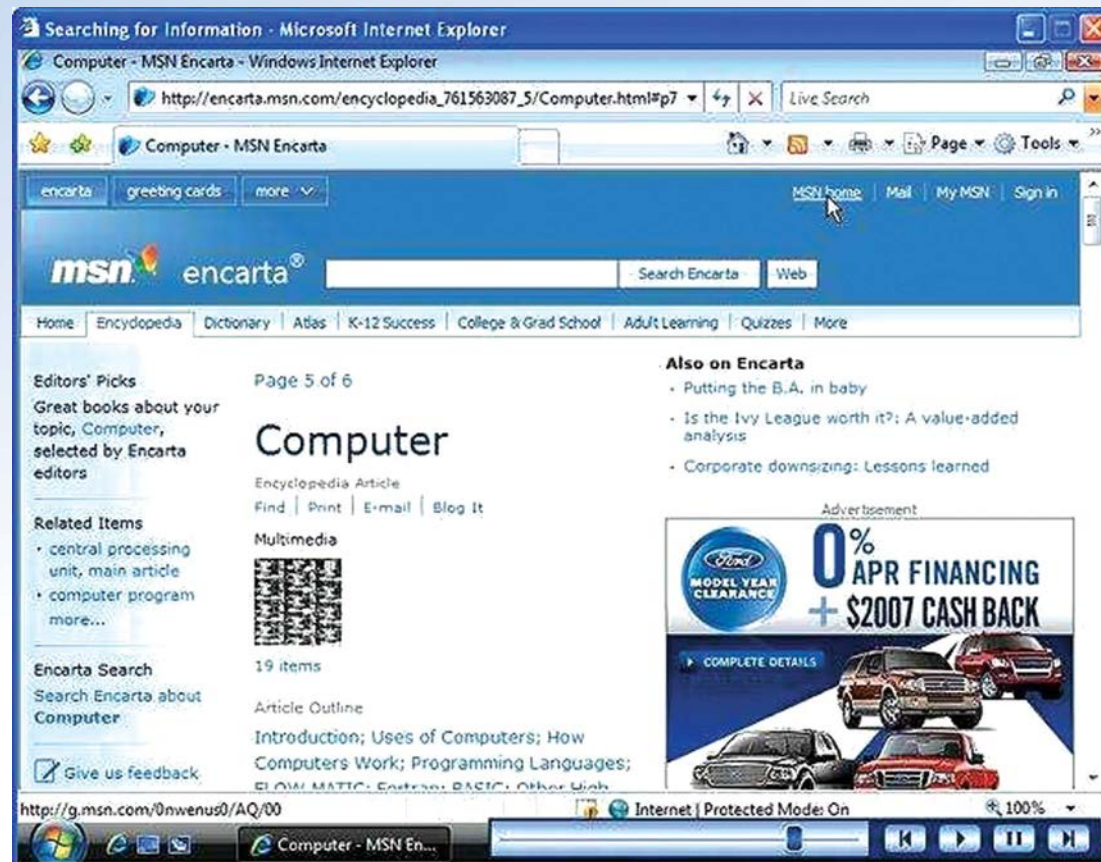 Searching for Information - Microsoft Internet Explorer
Computer - MSN Encarta - Windows Internet Explorer
http://encarta.msn.com/encyclopedia_761563087_5/Computer.html#p7
Live Search
Computer - MSN Encarta
Page
Tools
encarta
greeting cards
more
MSN home
Mail
My MSN
Sign in
msn encarta®
Search Encarta
Web
Home
Encyclopedia
Dictionary
Atlas
K-12 Success
College & Grad School
Adult Learning
Quizzes
More
Editors' Picks
Great books about your
topic, Computer,
selected by Encarta
editors
Related Items
central processing
unit, main article
computer program
more...
Encarta Search
Search Encarta about
Computer
Give us feedback
Page 5 of 6
Computer
Encyclopedia Article
Find | Print | E-mail | Blog It
Multimedia
19 items
Article Outline
Introduction; Uses of Computers; How
Computers Work; Programming Languages;
FLOW-MATIC; Fortran; BASIC; Other High
Also on Encarta
Putting the B.A. in baby
Is the Ivy League worth it?: A value-added
analysis
Corporate downsizing: Lessons learned
Advertisement
Ford
MODEL YEAR
CLEARANCE
0%
APR FINANCING
+ $2007 CASH BACK
COMPLETE DETAILS
http://g.msn.com/0nwenus0/AQ/00
Internet | Protected Mode: On
100%
Computer - MSN En...